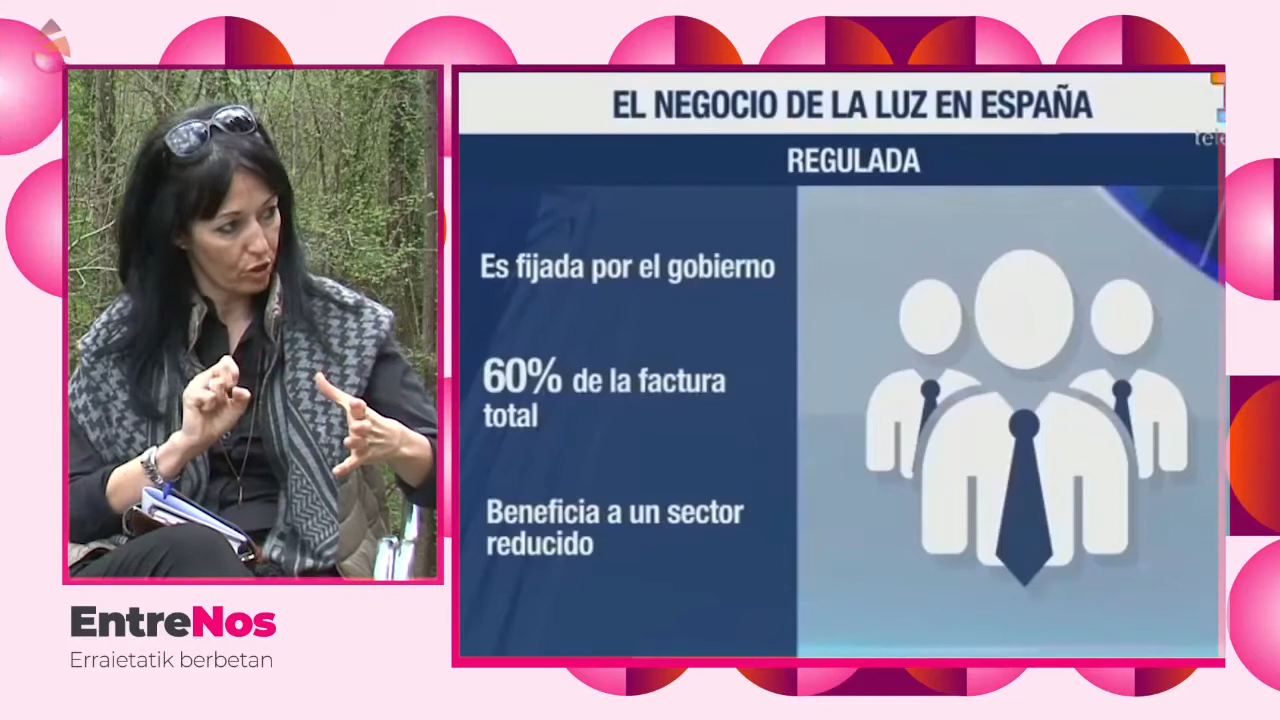 EL NEGOCIO DE LA LUZ EN ESPAÑA
REGULADA
Es fijada por el gobierno
60% de la factura
total
Beneficia a un sector
reducido
EntreNos
Erraietatik berbetan